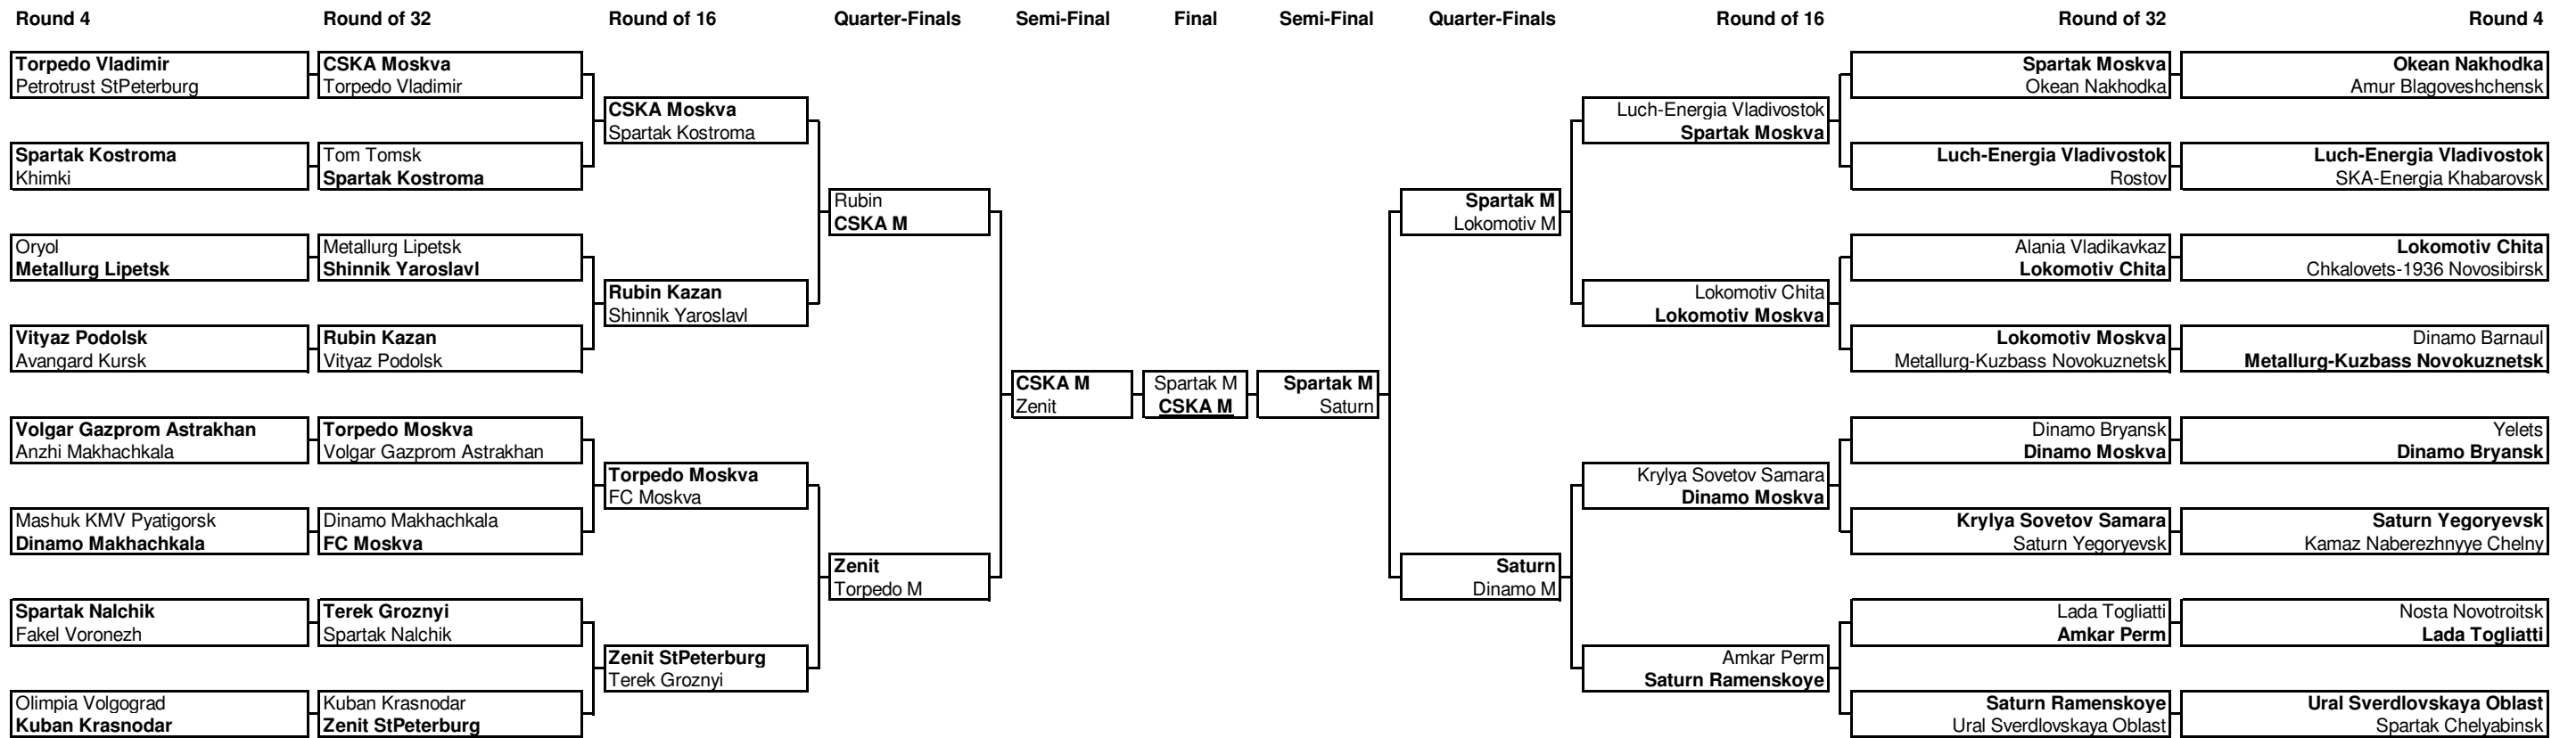 Round 4
Round of 32
Round of 16
Quarter-Finals
Semi-Final
Final
Semi-Final
Quarter-Finals
Round of 16
Round of 32
Round 4
Torpedo Vladimir
Petrotrust StPeterburg
Spartak Kostroma
Khimki
Oryol
Metallurg Lipetsk
Vityaz Podolsk
Avangard Kursk
Volgar Gazprom Astrakhan
Anzhi Makhachkala
Mashuk KMV Pyatigorsk
Dinamo Makhachkala
Spartak Nalchik
Fakel Voronezh
Olimpia Volgograd
Kuban Krasnodar
CSKA Moskva
Torpedo Vladimir
Tom Tomsk
Spartak Kostroma
Metallurg Lipetsk
Shinnik Yaroslavl
Rubin Kazan
Vityaz Podolsk
Torpedo Moskva
Volgar Gazprom Astrakhan
Dinamo Makhachkala
FC Moskva
Terek Groznyi
Spartak Nalchik
Kuban Krasnodar
Zenit StPeterburg
CSKA Moskva
Spartak Kostroma
Rubin Kazan
Shinnik Yaroslavl
Torpedo Moskva
FC Moskva
Zenit StPeterburg
Terek Groznyi
Rubin
CSKA M
Zenit
Torpedo M
CSKA M
Zenit
Spartak M
CSKA M
Spartak M
Saturn
Spartak M
Lokomotiv M
Saturn
Dinamo M
Luch-Energia Vladivostok
Spartak Moskva
Lokomotiv Chita
Lokomotiv Moskva
Krylya Sovetov Samara
Dinamo Moskva
Amkar Perm
Saturn Ramenskoye
Spartak Moskva
Okean Nakhodka
Luch-Energia Vladivostok
Rostov
Alania Vladikavkaz
Lokomotiv Chita
Lokomotiv Moskva
Metallurg-Kuzbass Novokuznetsk
Dinamo Bryansk
Dinamo Moskva
Krylya Sovetov Samara
Saturn Yegoryevsk
Lada Togliatti
Amkar Perm
Saturn Ramenskoye
Ural Sverdlovskaya Oblast
Okean Nakhodka
Amur Blagoveshchensk
Luch-Energia Vladivostok
SKA-Energia Khabarovsk
Lokomotiv Chita
Chkalovets-1936 Novosibirsk
Dinamo Barnaul
Metallurg-Kuzbass Novokuznetsk
Yelets
Dinamo Bryansk
Saturn Yegoryevsk
Kamaz Naberezhnyye Chelny
Nosta Novotroitsk
Lada Togliatti
Ural Sverdlovskaya Oblast
Spartak Chelyabinsk